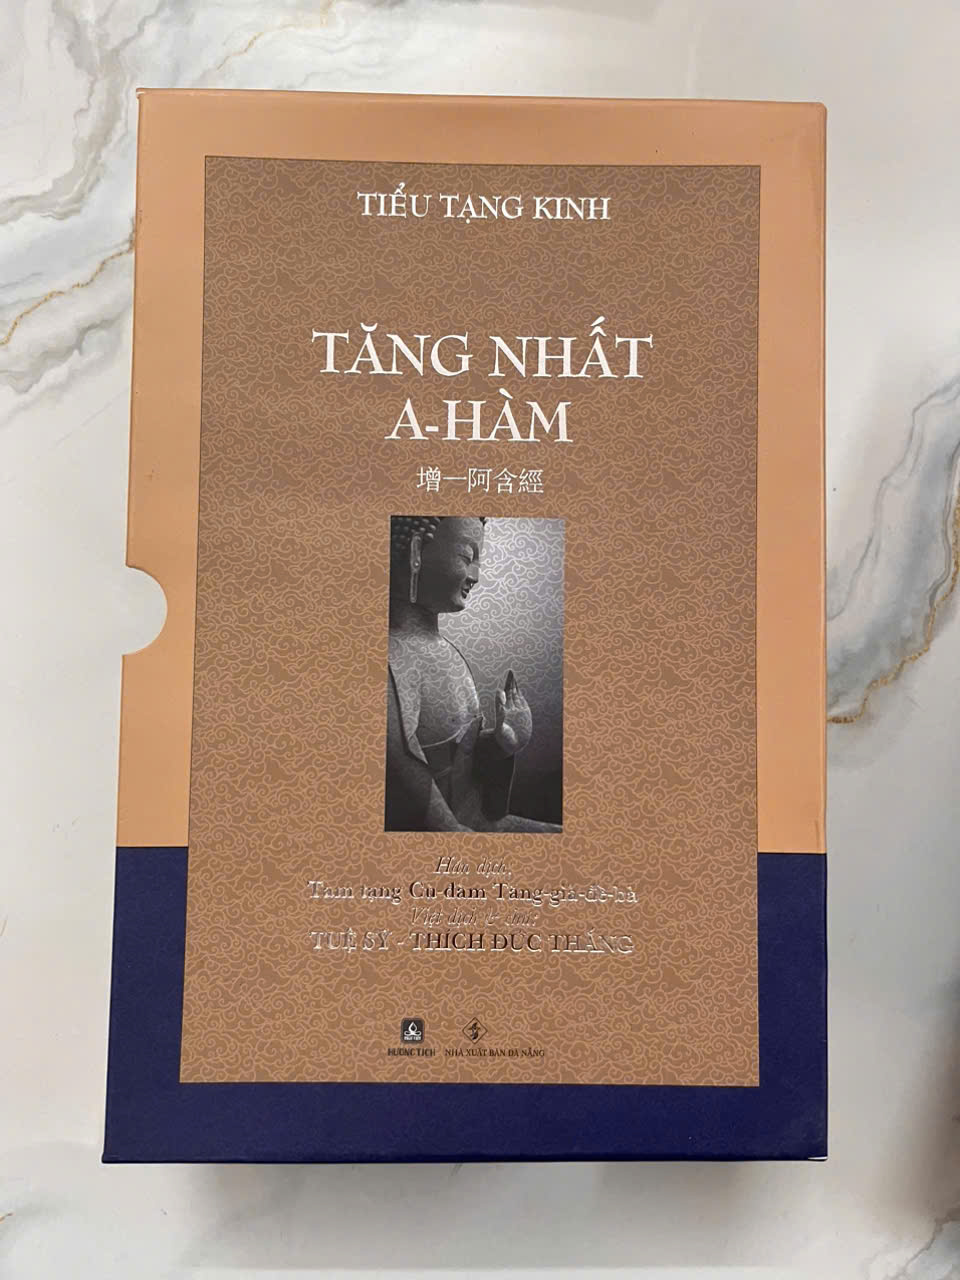 TIỂU TẠNG KINH
TĂNG NHẤT
A-HÀM
增一阿含經
Hán dịch:
Tam tạng Cù-đàm Tăng-già-đề-bà
Việt dịch & chú:
TUỆ SỸ - THÍCH ĐỨC THẮNG
HƯƠNG TÍCH NHÀ XUẤT BẢN ĐÀ NẴNG